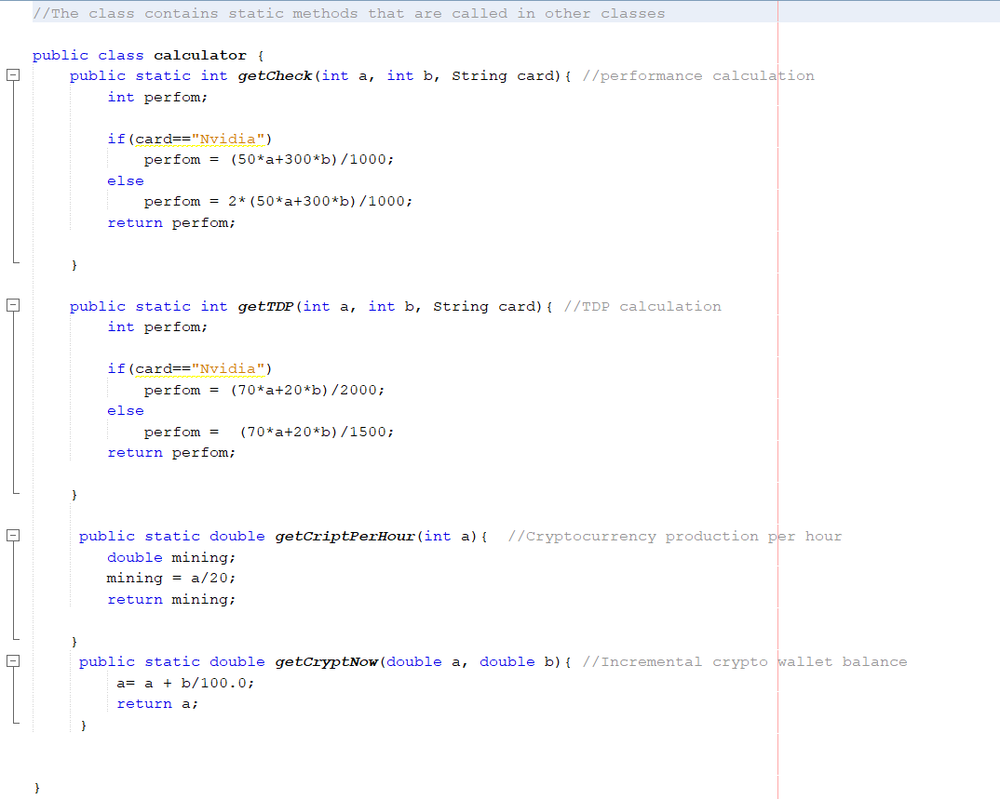 //The class contains static methods that are called in other classes
public class calculator {
public static int getCheck(int a, int b, String card){ //performance calculation
int perfom;
if(card=="Nvidia")
perfom = (50*a+300*b)/1000;
else
perfom = 2*(50*a+300*b)/1000;
return perfom;
}
public static int getTDP(int a, int b, String card){ //TDP calculation
int perfom;
if(card=="Nvidia")
perfom = (70*a+20*b)/2000;
else
perfom =  (70*a+20*b)/1500;
return perfom;
}
public static double getCriptPerHour(int a){  //Cryptocurrency production per hour
double mining;
mining = a/20;
return mining;
}
public static double getCryptNow(double a, double b){ //Incremental crypto wallet balance
a= a + b/100.0;
return a;
}
}